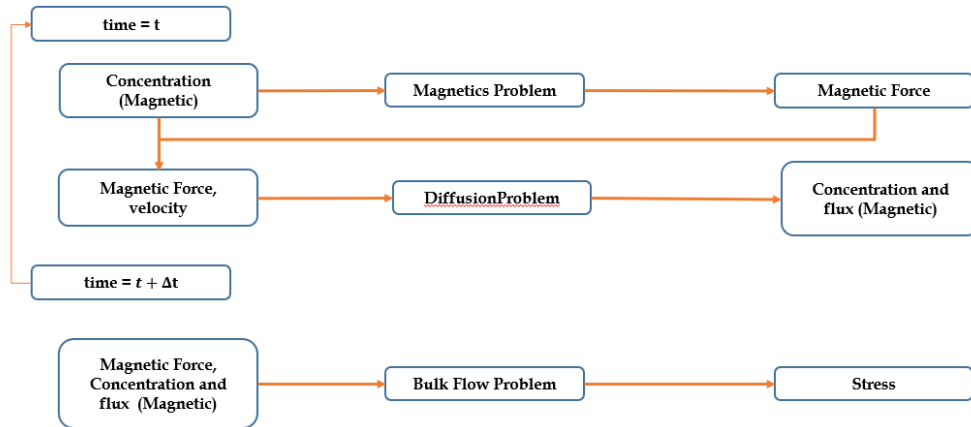 time = t
Concentration
(Magnetic)
Magnetics Problem
Magnetic Force
Magnetic Force,
velocity
DiffusionProblem
Concentration and
flux (Magnetic)
time = t + Δt
Magnetic Force,
Concentration and
flux (Magnetic)
Bulk Flow Problem
Stress